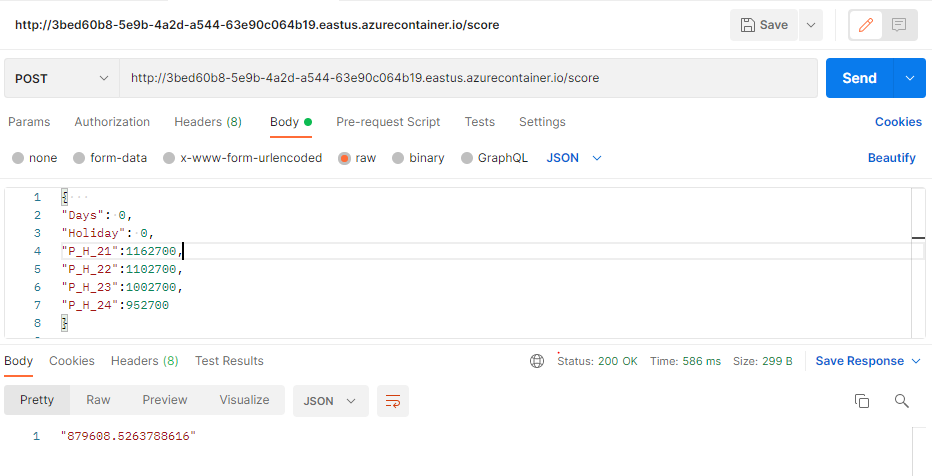 http://3bed60b8-5e9b-4a2d-a544-63e90c064b19.eastus.azurecontainer.io/score
Save
POST http://3bed60b8-5e9b-4a2d-a544-63e90c064b19.eastus.azurecontainer.io/score Send
Params Authorization Headers (8) Body Pre-request Script Tests Settings Cookies
none form-data x-www-form-urlencoded raw binary GraphQL JSON Beautify
1 {
2 "Days": 0,
3 "Holiday": 0,
4 "P_H_21":1162700,
5 "P_H_22":1102700,
6 "P_H_23":1002700,
7 "P_H_24":952700
8 }
Body Cookies Headers (8) Test Results Status: 200 OK Time: 586 ms Size: 299 B Save Response
Pretty Raw Preview Visualize JSON
1 "879608.5263788616"